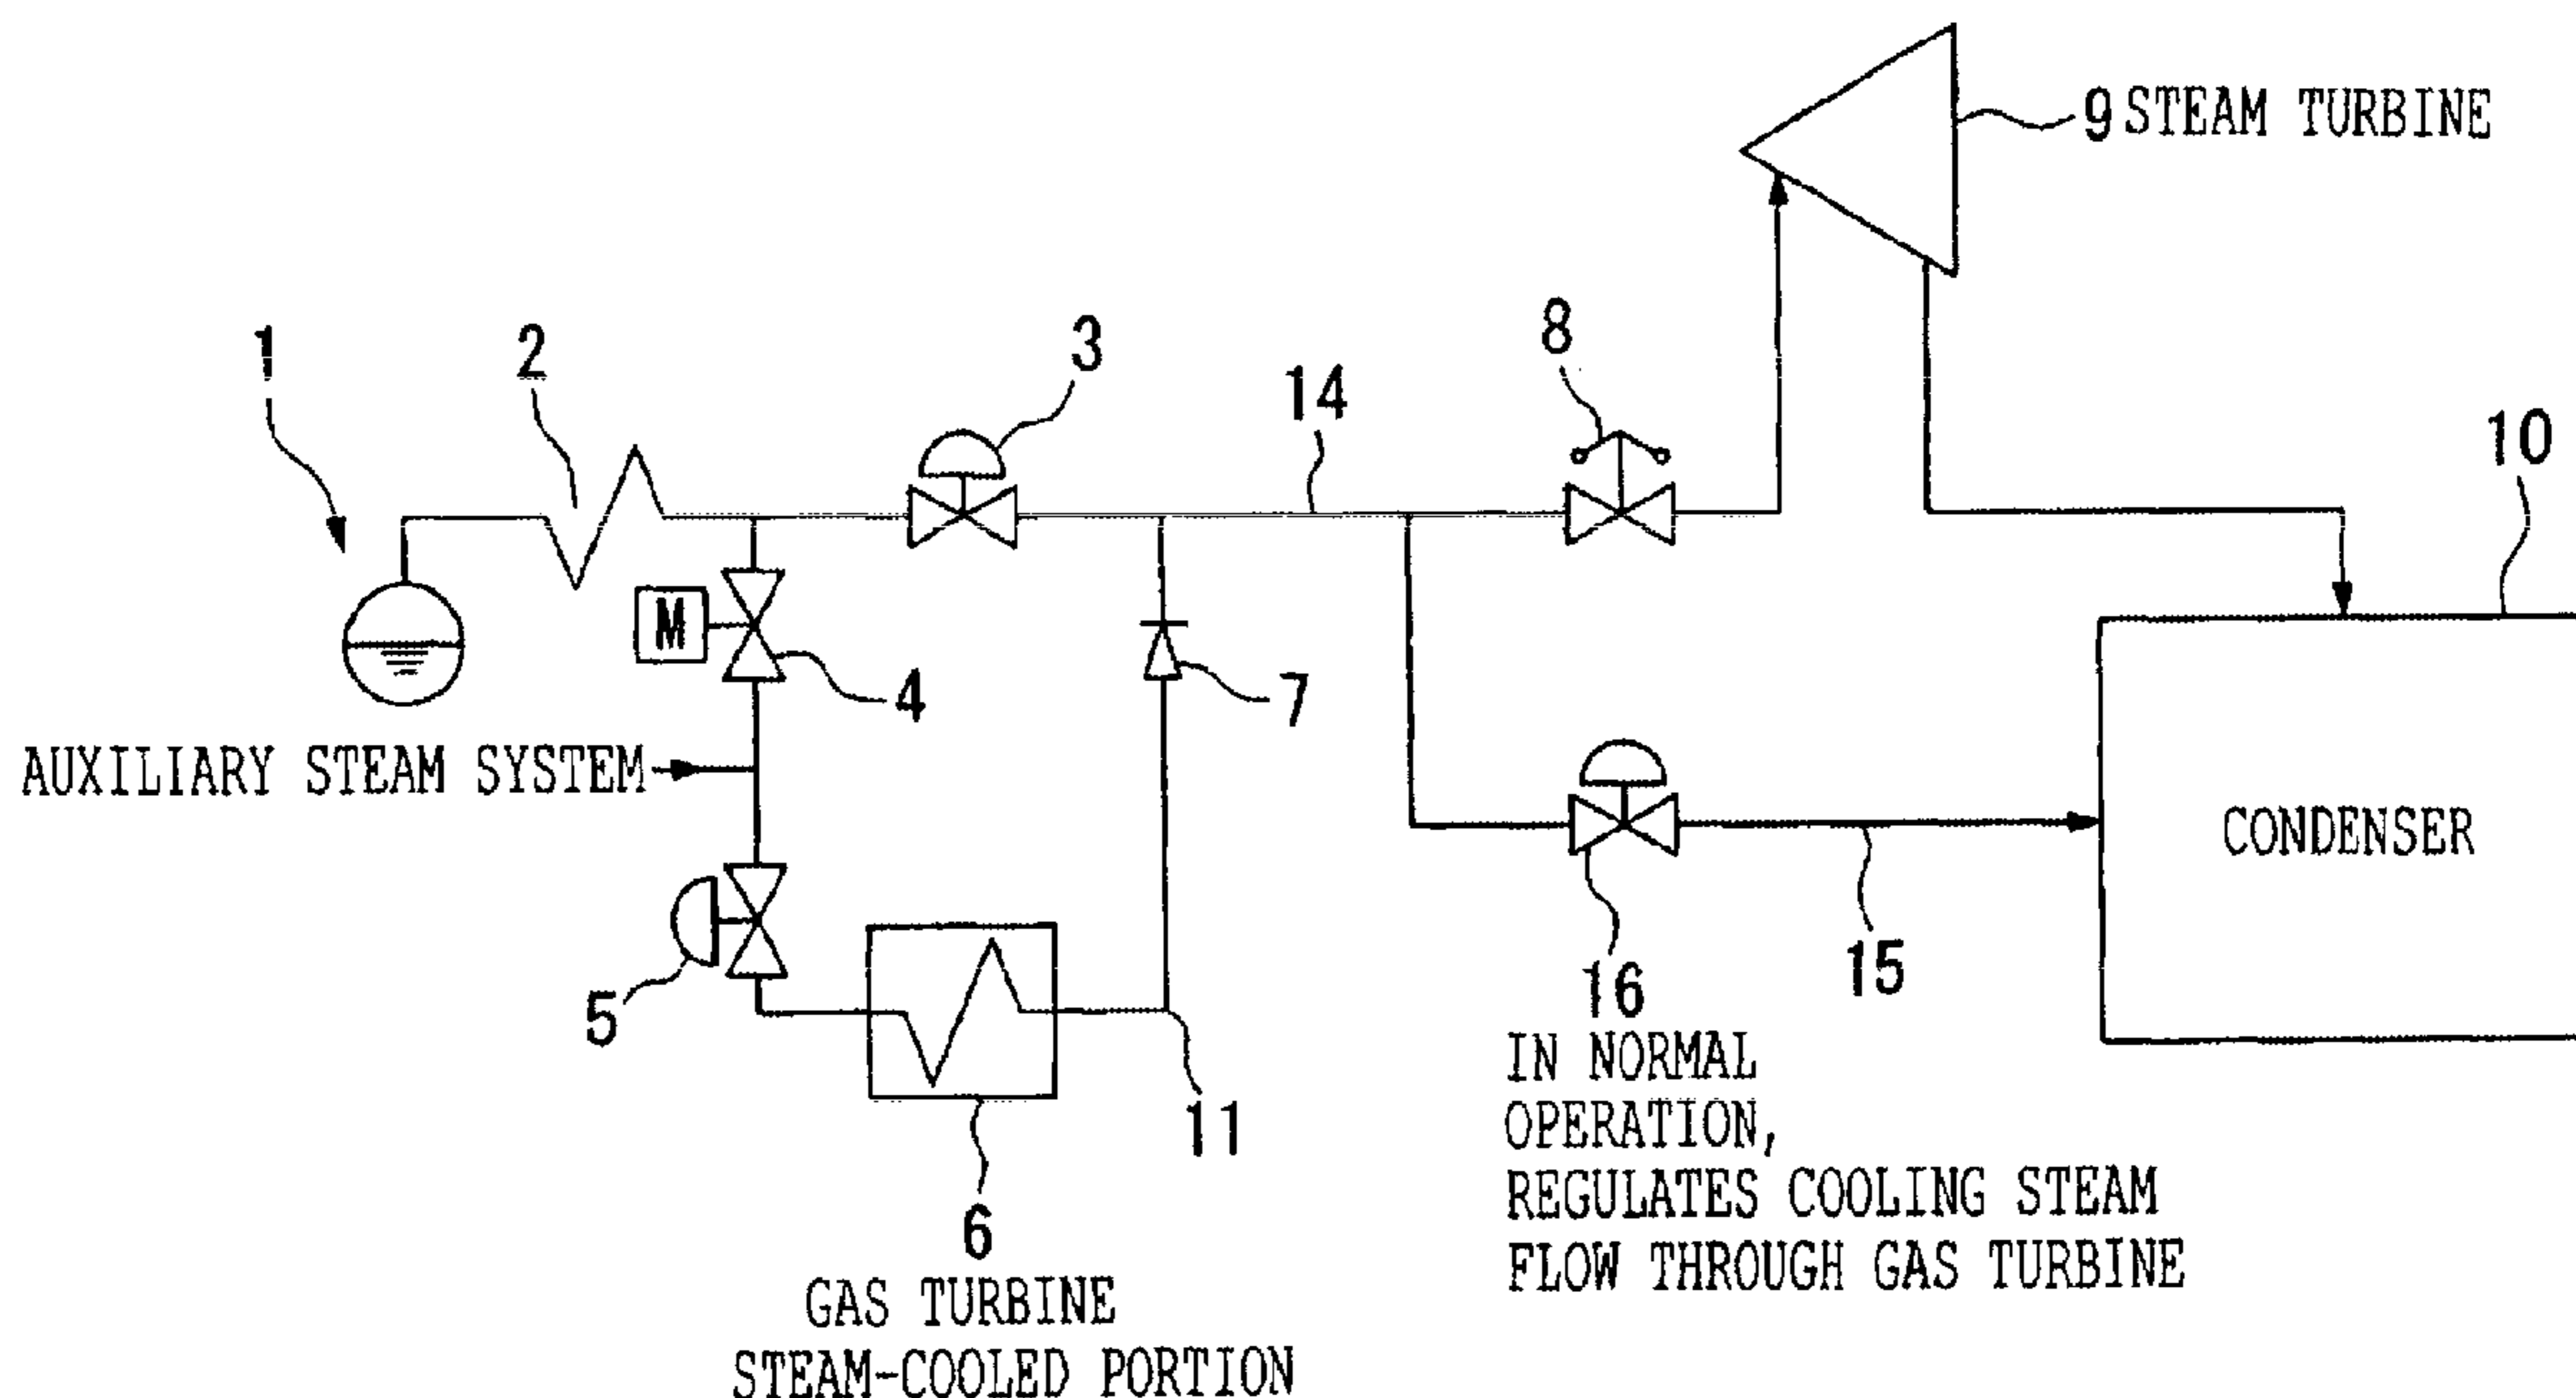 9 STEAM TURBINE
1
2
3
14
8
10
M
4
7
AUXILIARY STEAM SYSTEM
CONDENSER
5
16
15
IN NORMAL
OPERATION,
REGULATES COOLING STEAM
FLOW THROUGH GAS TURBINE
11
6
GAS TURBINE
STEAM-COOLED PORTION